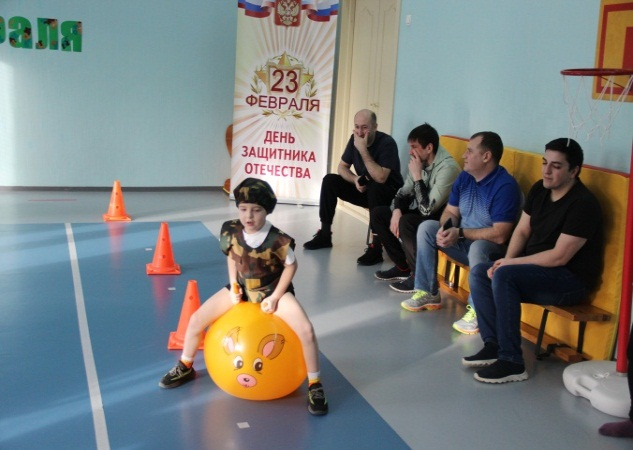 раля
23
ФЕВРАЛЯ
ДЕНЬ
ЗАЩИТНИКА
ОТЕЧЕСТВА